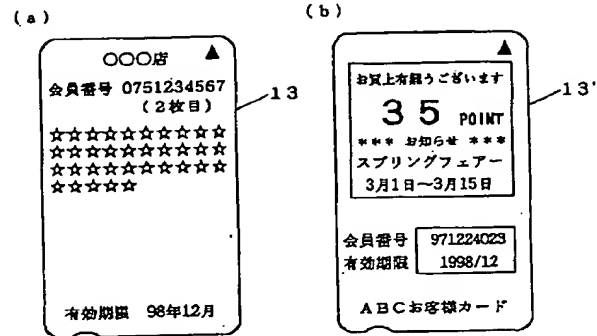 (a)
○○○店 ▲
会員番号 0751234567
(2枚目)
☆☆☆☆☆☆☆☆☆☆
☆☆☆☆☆☆☆☆☆☆
☆☆☆☆☆☆☆☆☆☆
☆☆☆☆☆
有効期限 98年12月
13
(b)
▲
お買上有難うございます
35 POINT
*** お知らせ ***
スプリングフェアー
3月1日〜3月15日
会員番号 971224023
有効期限 1998/12
ABCお客様カード
13'